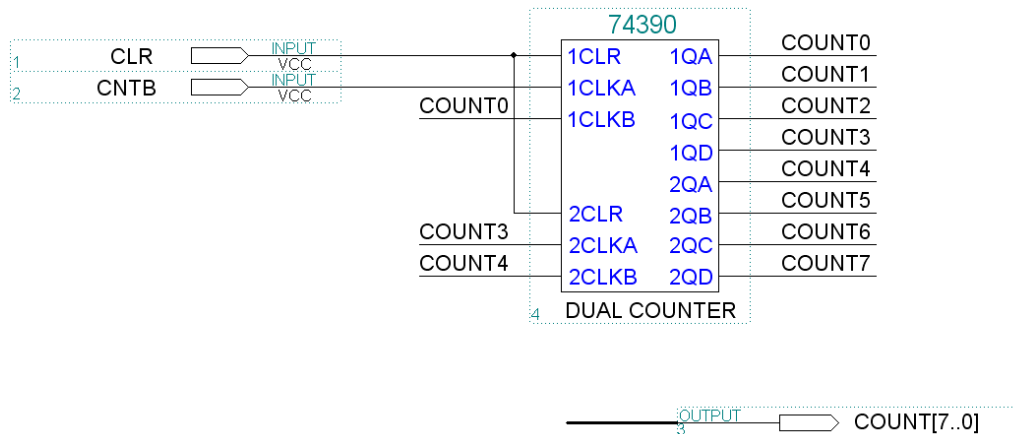 74390
1 CLR INPUT VCC 1CLR 1QA COUNT0
2 CNTB INPUT VCC 1CLKA 1QB COUNT1
COUNT0 1CLKB 1QC COUNT2
1QD COUNT3
2QA COUNT4
2CLR 2QB COUNT5
COUNT3 2CLKA 2QC COUNT6
COUNT4 2CLKB 2QD COUNT7
4 DUAL COUNTER
OUTPUT
3 COUNT[7..0]